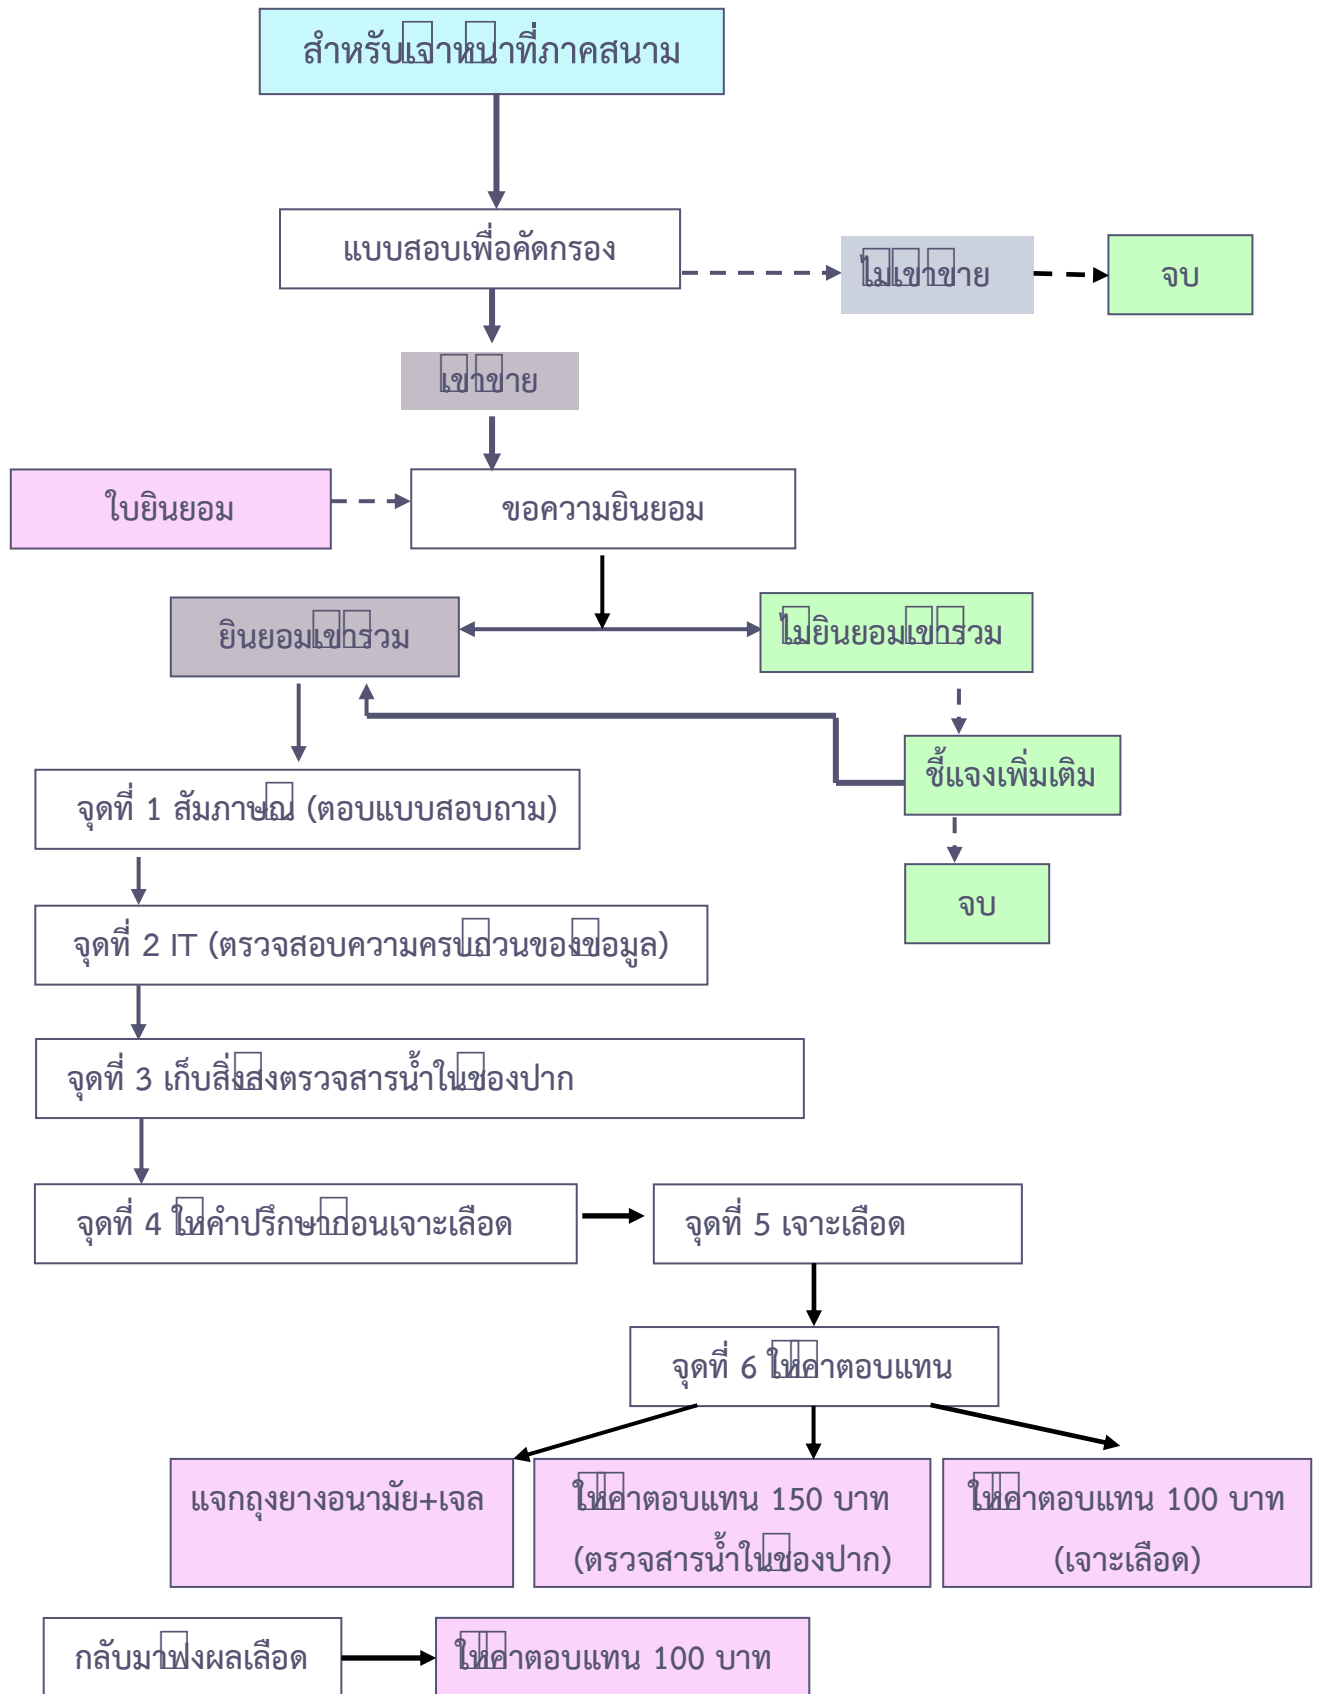 สำหรับเจาหนาที่ภาคสนาม
แบบสอบเพื่อคัดกรอง
ไมเขาขาย
จบ
เขาขาย
ใบยินยอม
ขอความยินยอม
ยินยอมเขารวม
ไมยินยอมเขารวม
ชี้แจงเพิ่มเติม
จุดที่ 1 สัมภาษณ (ตอบแบบสอบถาม)
จบ
จุดที่ 2 IT (ตรวจสอบความครบถวนของขอมูล)
จุดที่ 3 เก็บสิ่งสงตรวจสารน้ำในชองปาก
จุดที่ 4 ใหคำปรึกษากอนเจาะเลือด
จุดที่ 5 เจาะเลือด
จุดที่ 6 ใหคาตอบแทน
แจกถุงยางอนามัย+เจล
ใหคาตอบแทน 150 บาท
(ตรวจสารน้ำในชองปาก)
ใหคาตอบแทน 100 บาท
(เจาะเลือด)
กลับมาฟงผลเลือด
ใหคาตอบแทน 100 บาท